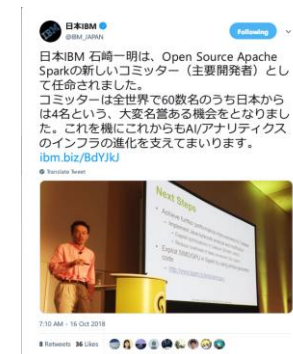 日本IBM
@IBM_JAPAN
Following
日本IBM 石崎一明は、Open Source Apache
Sparkの新しいコミッター（主要開発者）とし
て任命されました。
コミッターは全世界で60数名のうち日本から
は4名という、大変名誉ある機会をとなりまし
た。これを機にこれからもAI/アナリティクス
のインフラの進化を支えてまいります。
ibm.biz/BdYJkJ
Translate Tweet
Next Steps
7:10 AM - 16 Oct 2018
8 Retweets 36 Likes